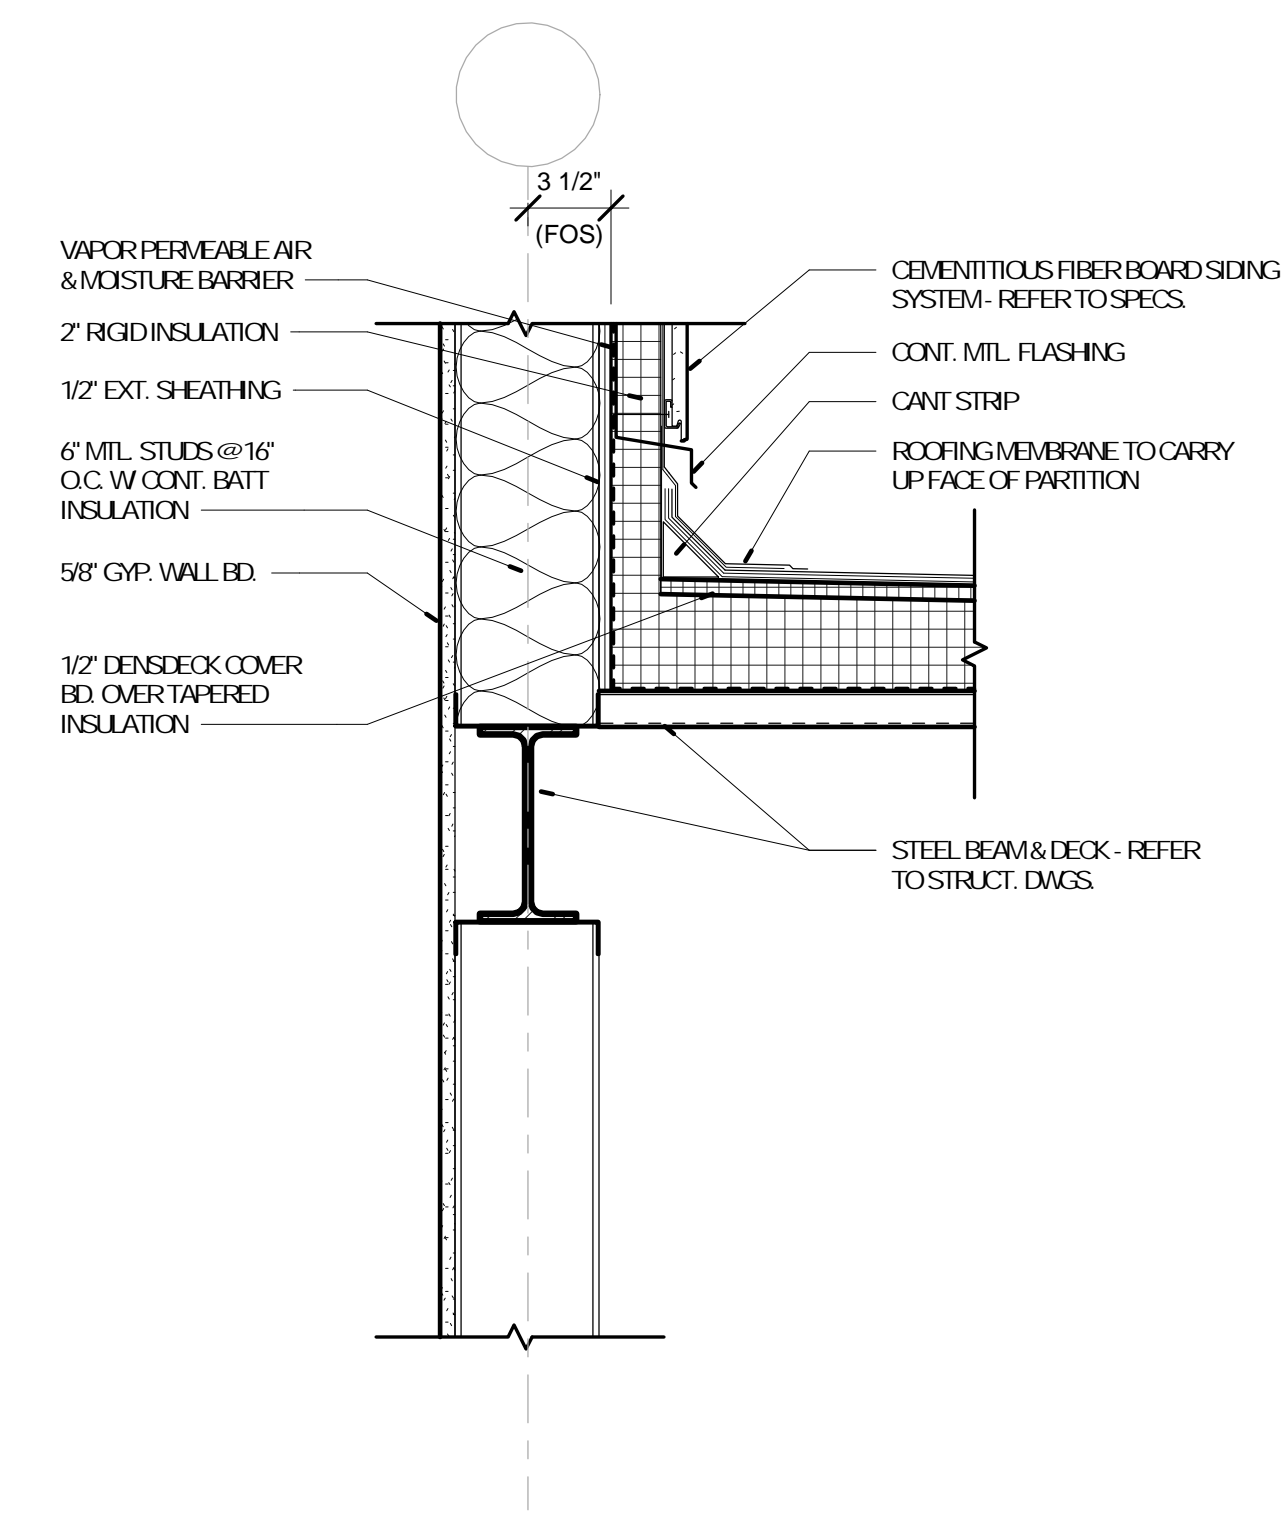 3 1/2"
(FOS)
VAPOR PERMEABLE AIR
& MOISTURE BARRIER
2" RIGID INSULATION
1/2" EXT. SHEATHING
6" MTL. STUDS @ 16"
O.C. W/ CONT. BATT
INSULATION
5/8" GYP. WALL BD.
1/2" DENSDECK COVER
BD. OVER TAPERED
INSULATION
CEMENTITIOUS FIBER BOARD SIDING
SYSTEM - REFER TO SPECS.
CONT. MTL. FLASHING
CANT STRIP
ROOFING MEMBRANE TO CARRY
UP FACE OF PARTITION
STEEL BEAM & DECK - REFER
TO STRUCT. DWGS.